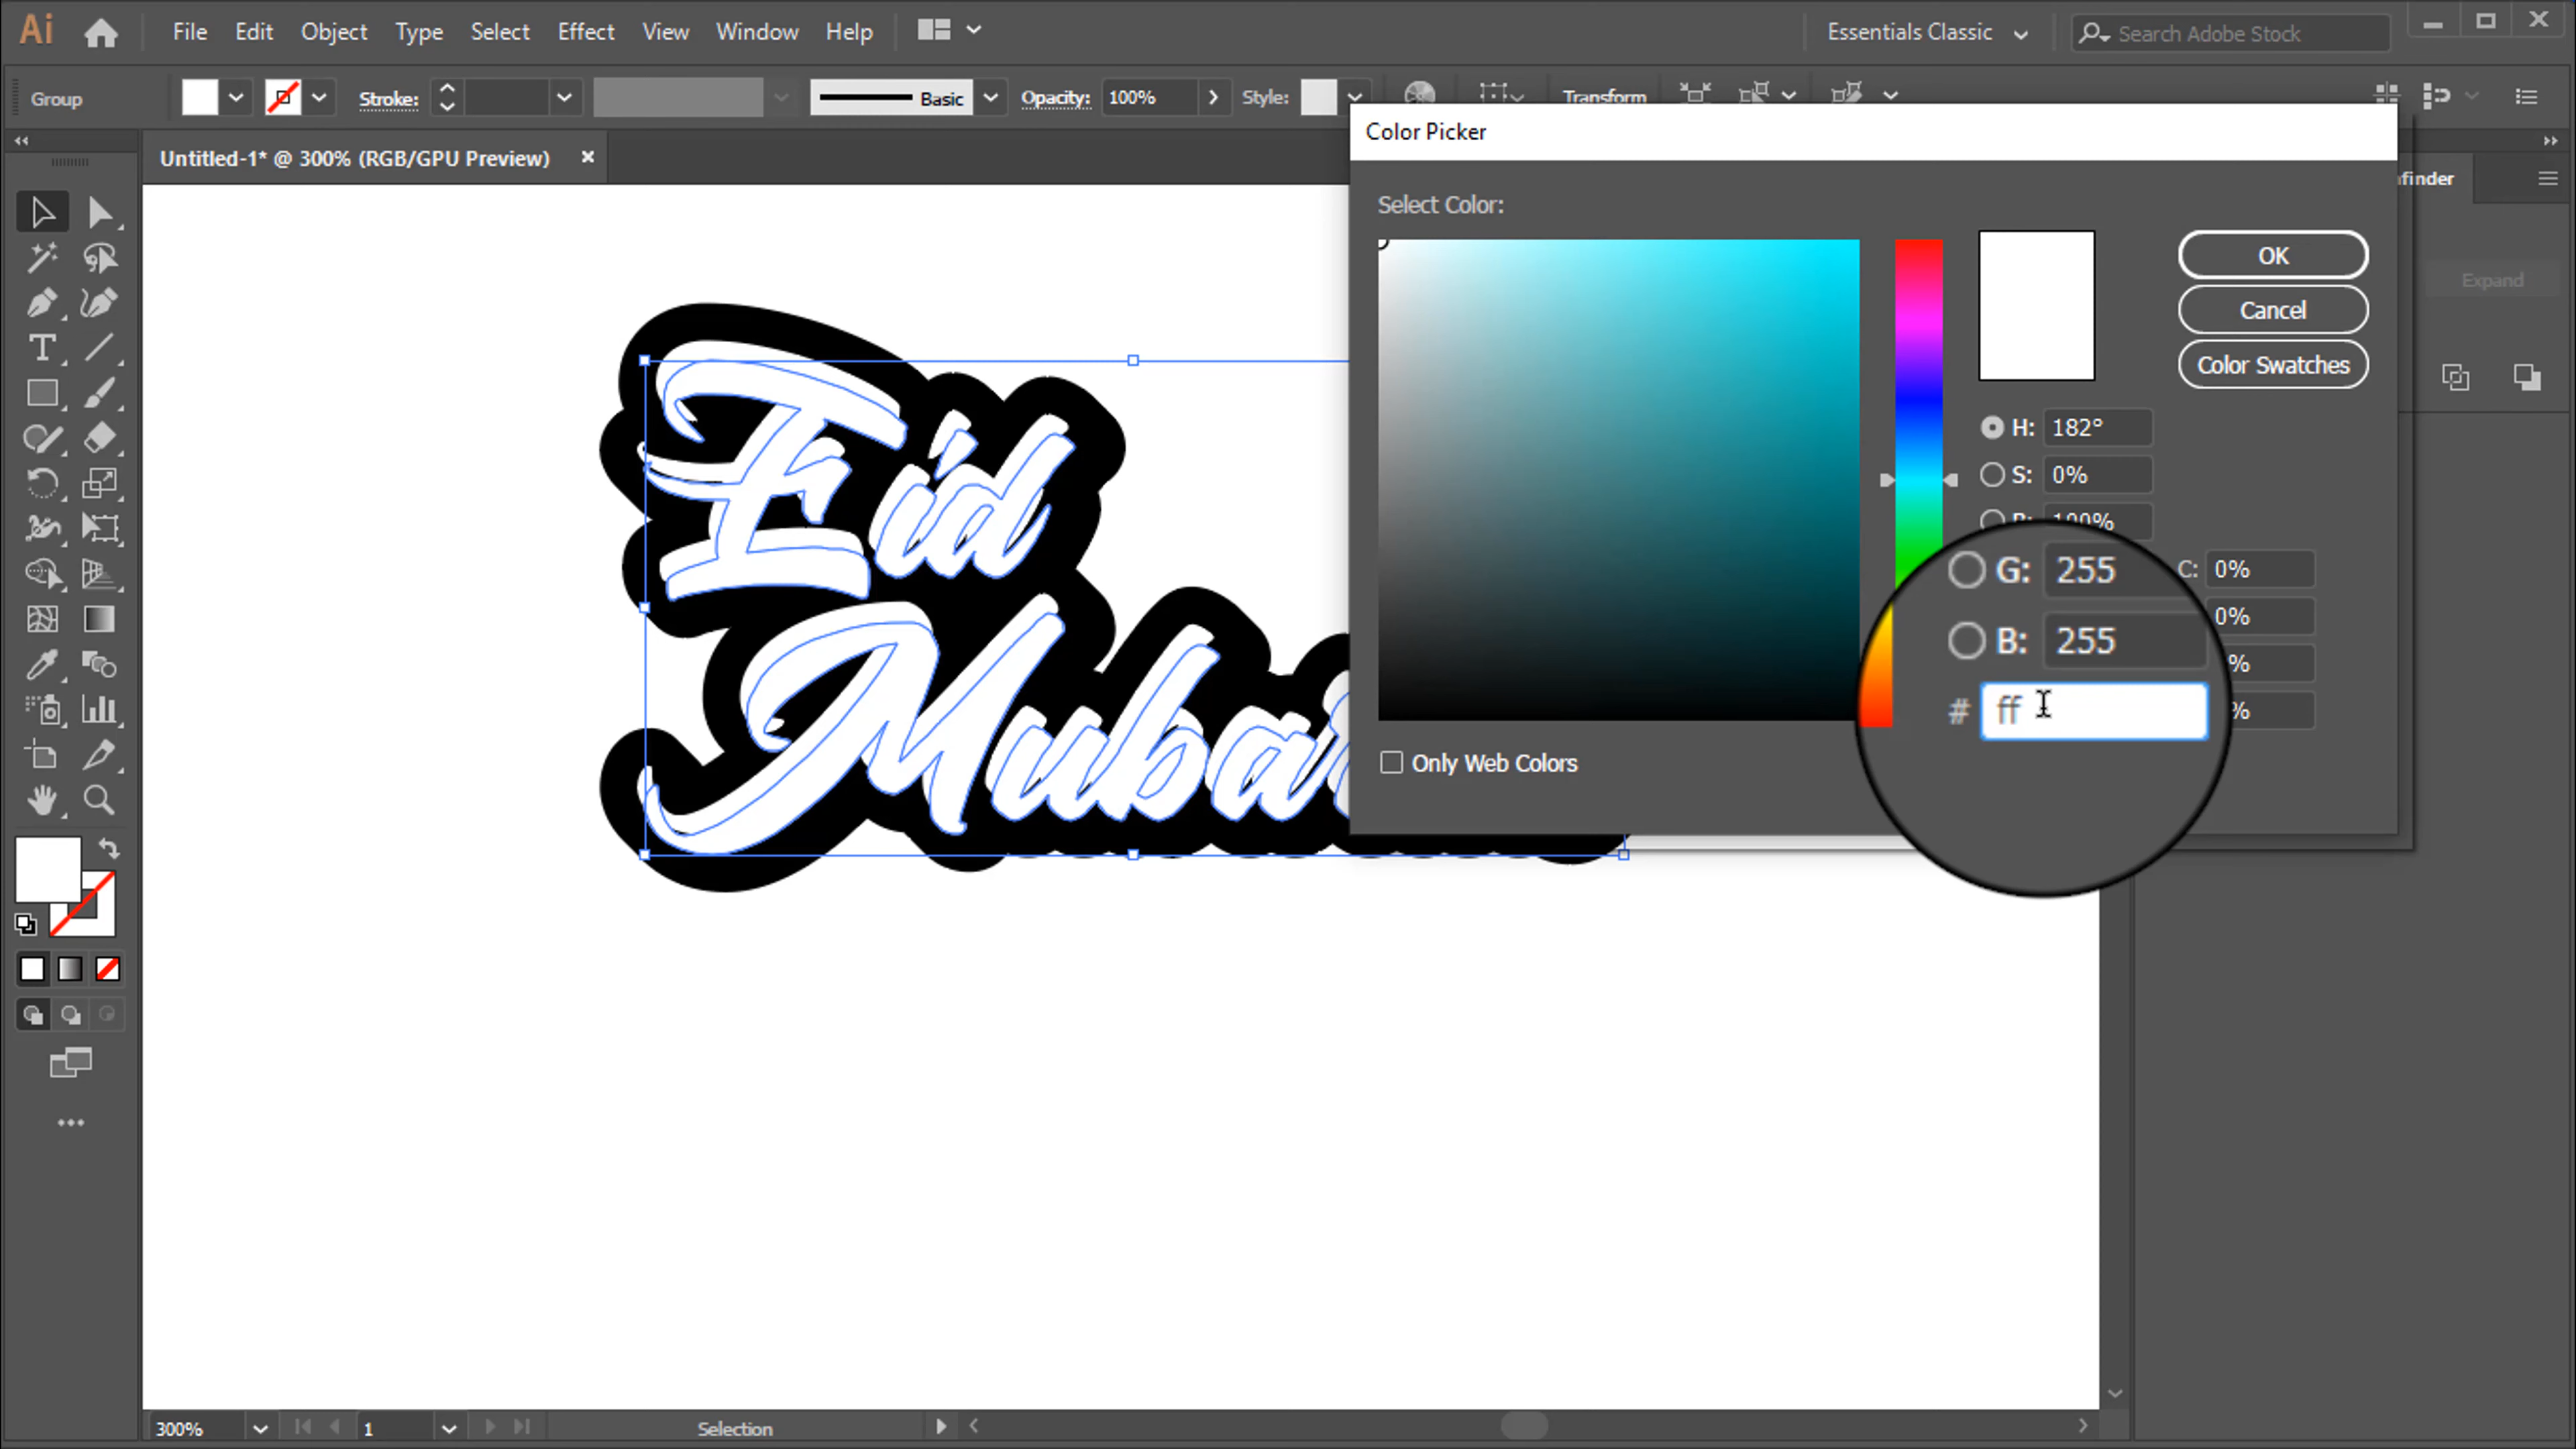 Ai File Edit Object Type Select Effect View Window Help Essentials Classic Search Adobe Stock
Group Stroke: Basic Opacity: 100% Style: Transform
Untitled-1* @ 300% (RGB/GPU Preview)
Color Picker
Select Color:
OK
Cancel
Color Swatches
H: 182°
S: 0%
100%
G: 255
B: 255
# ff
C: 0%
0%
%
%
Only Web Colors
finder
Expand
Eid
300% 1 Selection